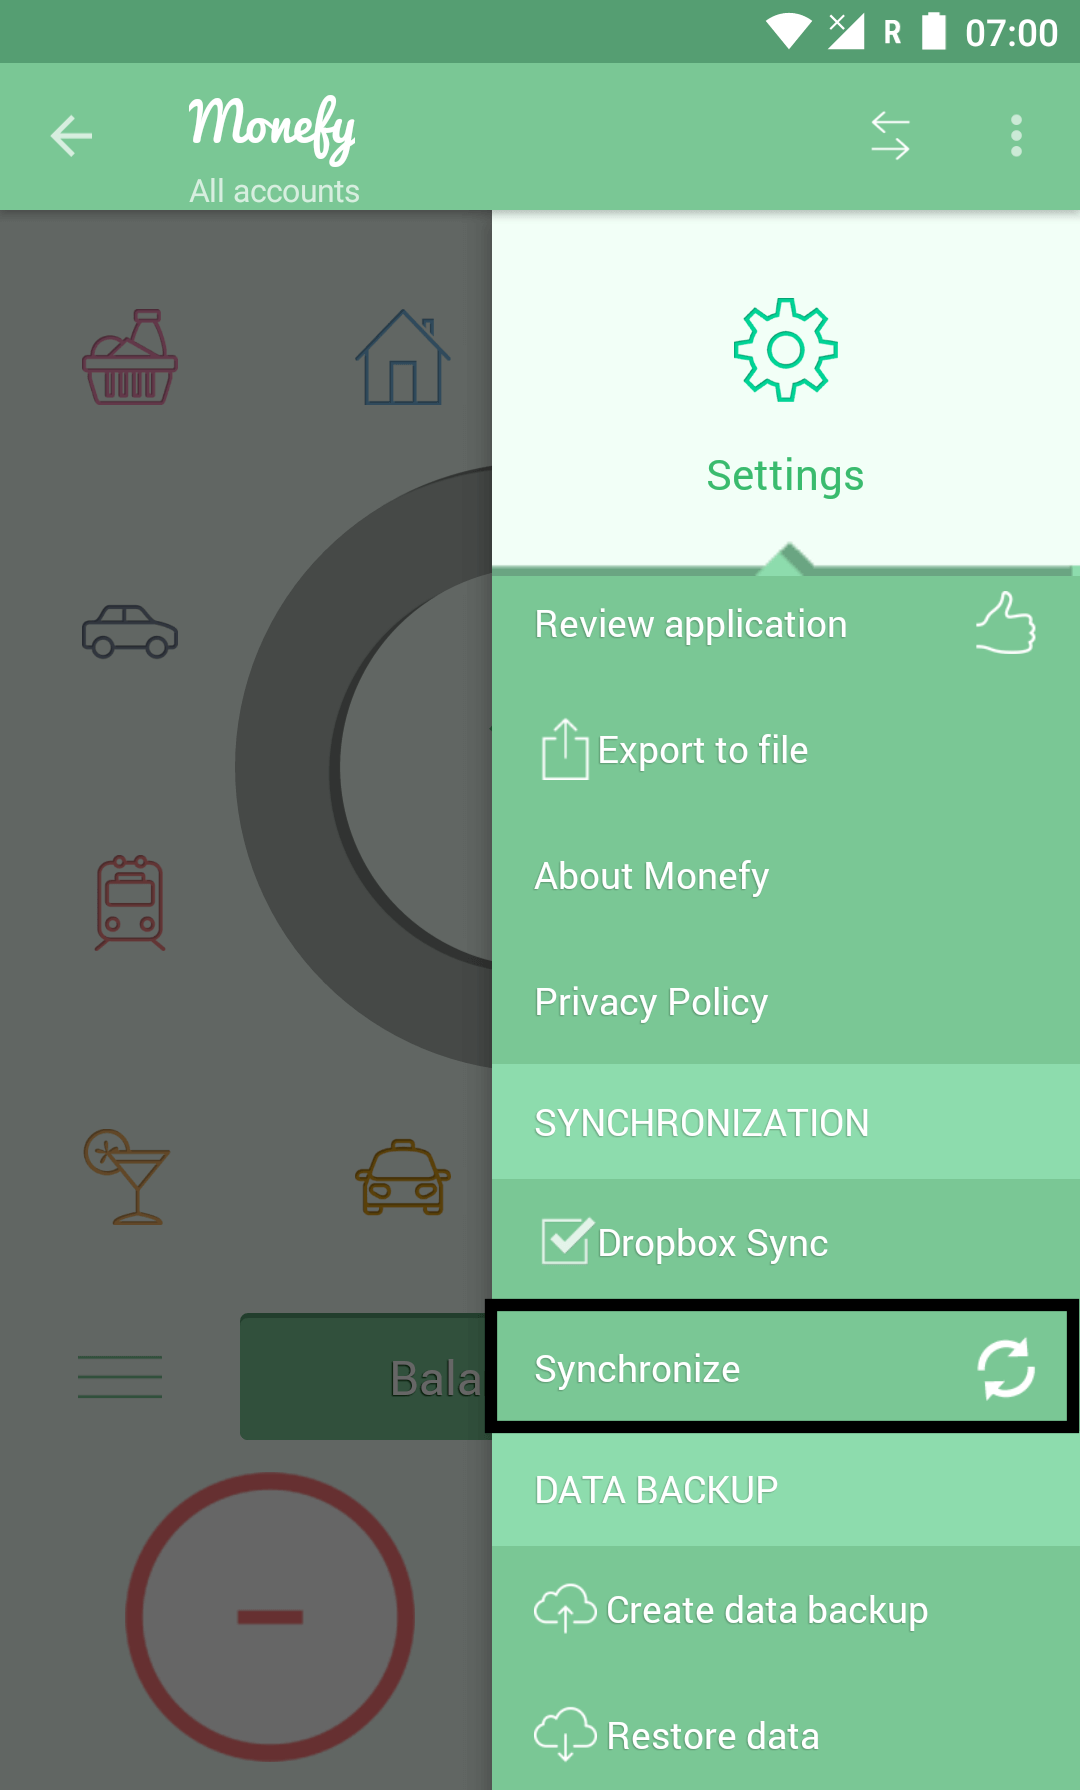 R 07:00
Monefy
All accounts
Settings
Review application
Export to file
About Monefy
Privacy Policy
SYNCHRONIZATION
Dropbox Sync
Synchronize
Bala
DATA BACKUP
Create data backup
Restore data